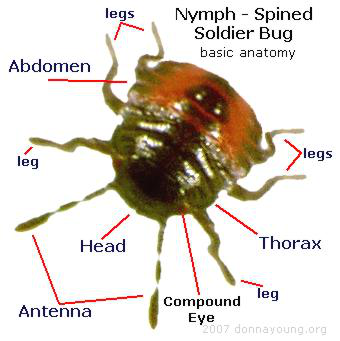 legs
Nymph - Spined
Soldier Bug
basic anatomy
Abdomen
leg
legs
Head
Thorax
Antenna
Compound
Eye
leg
2007 donnayoung.org